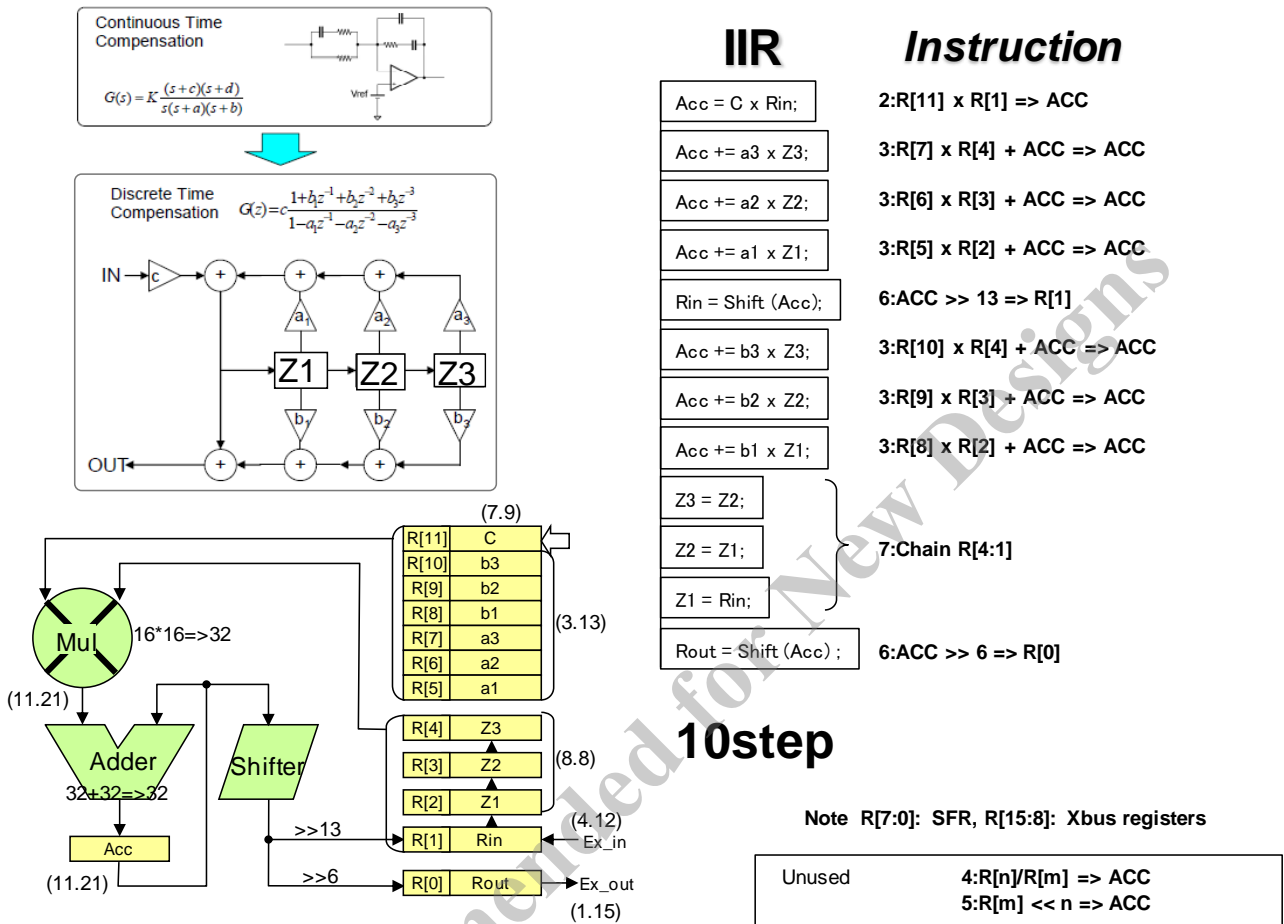 Continuous Time
Compensation
G(s) = K (s+c)(s+d) / s(s+a)(s+b)
Vref
Discrete Time
Compensation
G(z)=c 1+b₁z⁻¹+b₂z⁻²+b₃z⁻³ / 1−a₁z⁻¹−a₂z⁻²−a₃z⁻³
IN c + + +
a₁ a₂ a₃
Z1 Z2 Z3
b₁ b₂ b₃
OUT + + +
(7.9)
R[11] C
R[10] b3
R[9] b2
R[8] b1
R[7] a3
R[6] a2
R[5] a1
(3.13)
Mul
16*16=>32
(11.21)
R[4] Z3
R[3] Z2
R[2] Z1
(8.8)
Adder
32+32=>32
Shifter
(4.12)
>>13
R[1] Rin
Ex_in
Acc
(11.21)
>>6
R[0] Rout
Ex_out
(1.15)
IIR Instruction
Acc = C x Rin; 2:R[11] x R[1] => ACC
Acc += a3 x Z3; 3:R[7] x R[4] + ACC => ACC
Acc += a2 x Z2; 3:R[6] x R[3] + ACC => ACC
Acc += a1 x Z1; 3:R[5] x R[2] + ACC => ACC
Rin = Shift (Acc); 6:ACC >> 13 => R[1]
Acc += b3 x Z3; 3:R[10] x R[4] + ACC => ACC
Acc += b2 x Z2; 3:R[9] x R[3] + ACC => ACC
Acc += b1 x Z1; 3:R[8] x R[2] + ACC => ACC
Z3 = Z2;
Z2 = Z1; 7:Chain R[4:1]
Z1 = Rin;
Rout = Shift (Acc) ; 6:ACC >> 6 => R[0]
10step
Note R[7:0]: SFR, R[15:8]: Xbus registers
Unused 4:R[n]/R[m] => ACC
5:R[m] << n => ACC
mended for New Designs